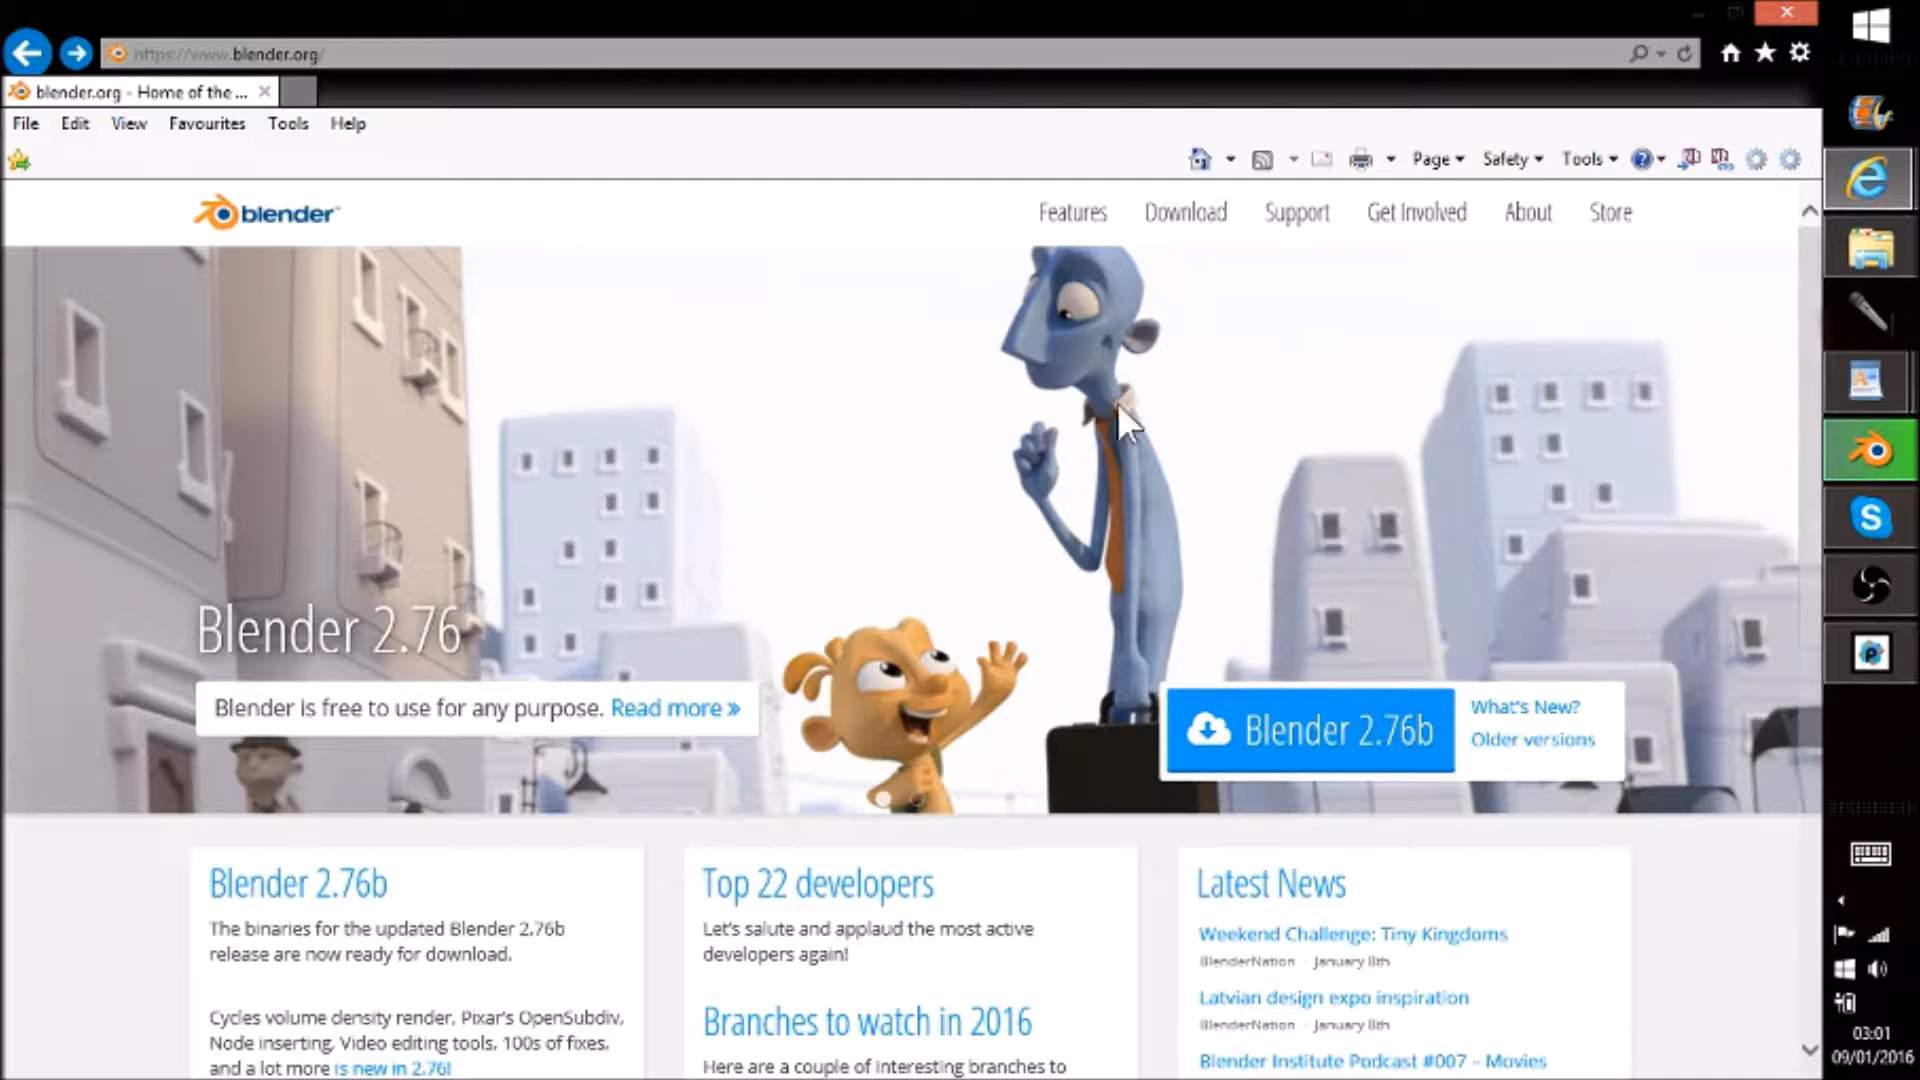 https://www.blender.org/
blender.org - Home of the ...
File Edit View Favourites Tools Help
Page Safety Tools
blender
Features Download Support Get Involved About Store
Blender 2.76
Blender is free to use for any purpose. Read more »
Blender 2.76b
What's New?
Older versions
Blender 2.76b
The binaries for the updated Blender 2.76b
release are now ready for download.
Cycles volume density render, Pixar's OpenSubdiv,
Node inserting, Video editing tools, 100s of fixes,
and a lot more is new in 2.76!
Top 22 developers
Let's salute and applaud the most active
developers again!
Branches to watch in 2016
Here are a couple of interesting branches to
Latest News
Weekend Challenge: Tiny Kingdoms
BlenderNation · January 8th
Latvian design expo inspiration
BlenderNation · January 8th
Blender Institute Podcast #007 – Movies
03:01
09/01/2016